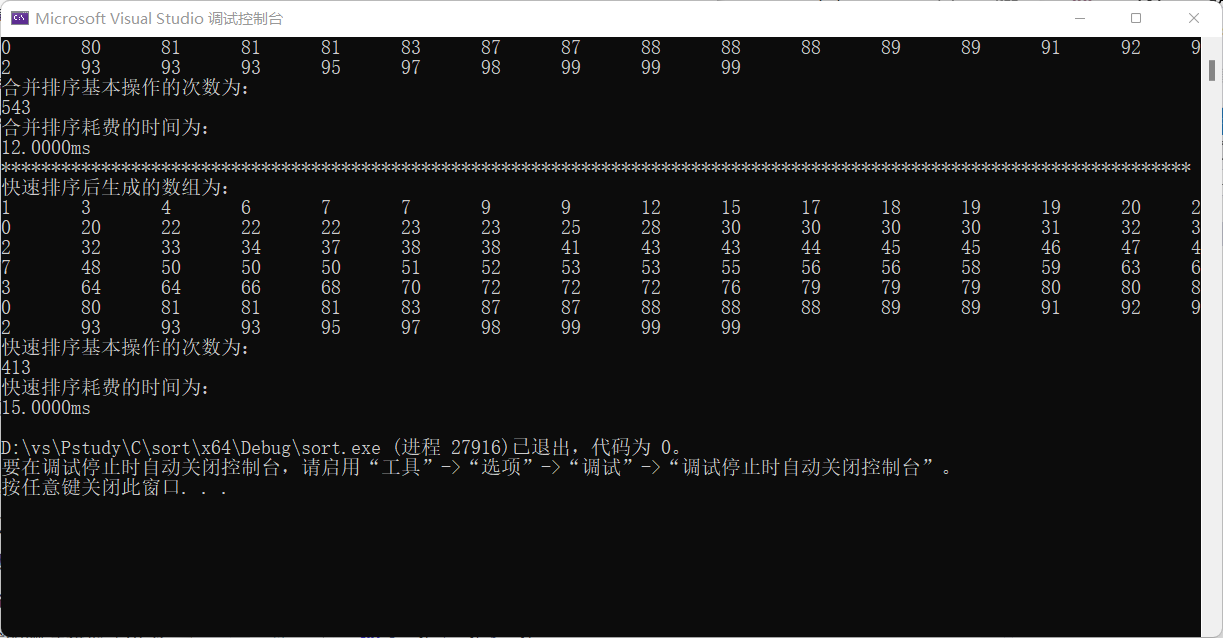 Microsoft Visual Studio 调试控制台
0 80 81 81 81 83 87 87 88 88 88 89 89 91 92 9
2 93 93 93 95 97 98 99 99 99
合并排序基本操作的次数为:
543
合并排序耗费的时间为:
12.0000ms
***********************************************************************************************************************
快速排序后生成的数组为:
1 3 4 6 7 7 9 9 12 15 17 18 19 19 20 2
0 20 22 22 22 23 23 25 28 30 30 30 30 31 32 3
2 32 33 34 37 38 38 41 43 43 44 45 45 46 47 4
7 48 50 50 50 51 52 53 53 55 56 56 58 59 63 6
3 64 64 66 68 70 72 72 72 76 79 79 79 80 80 8
0 80 81 81 81 83 87 87 88 88 88 89 89 91 92 9
2 93 93 93 95 97 98 99 99 99
快速排序基本操作的次数为:
413
快速排序耗费的时间为:
15.0000ms
D:\vs\Pstudy\C\sort\x64\Debug\sort.exe (进程 27916)已退出，代码为 0。
要在调试停止时自动关闭控制台，请启用“工具”->“选项”->“调试”->“调试停止时自动关闭控制台”。
按任意键关闭此窗口. . .